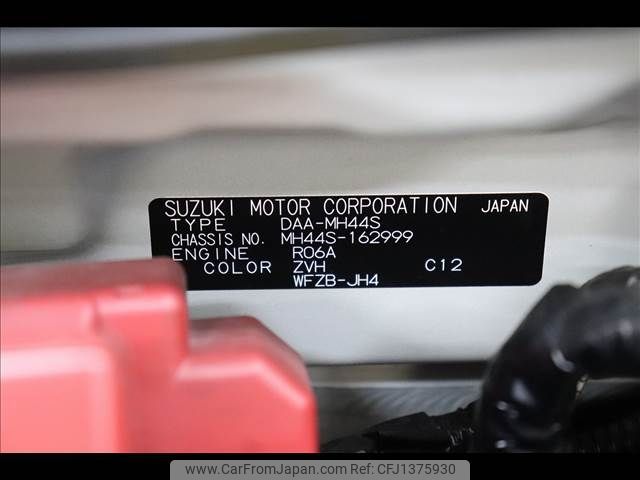 SUZUKI MOTOR CORPORATION JAPAN
TYPE DAA-MH44S
CHASSIS NO. MH44S-162999
ENGINE R06A
COLOR ZVH C12
WFZB-JH4
www.CarFromJapan.com CFJ1375930